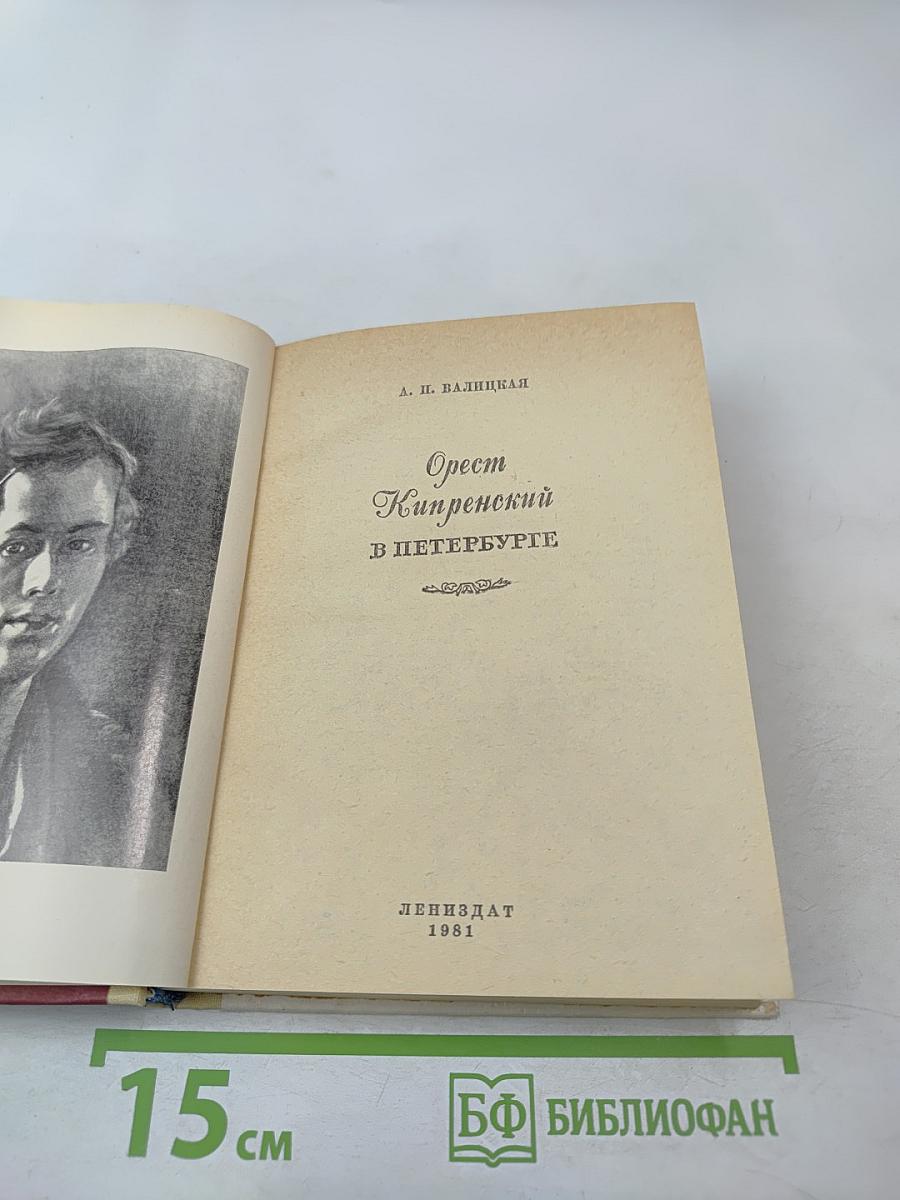 А. П. ВАЛИЦКАЯ
Орест
Кипренский
В ПЕТЕРБУРГЕ
ЛЕНИЗДАТ
1981
15 см
БФ БИБЛИОФАН